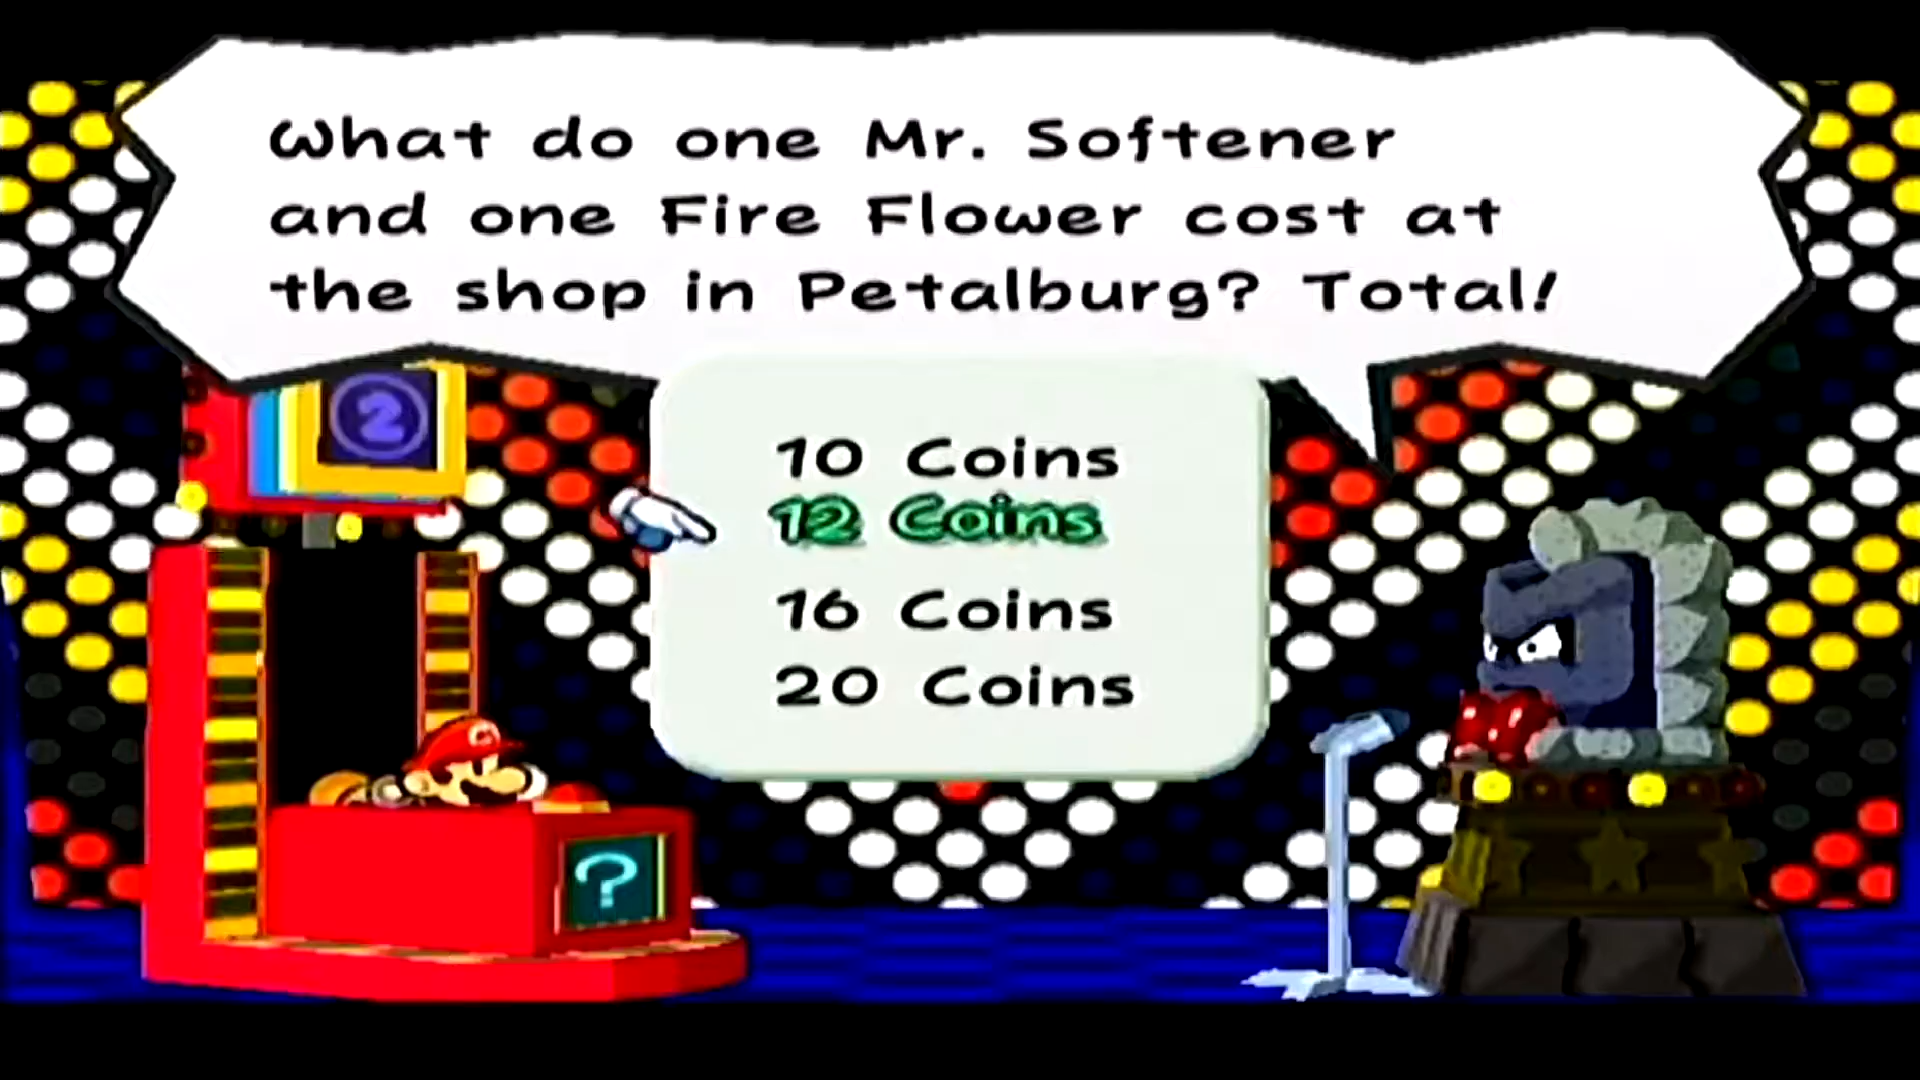 What do one Mr. Softener
and one Fire Flower cost at
the shop in Petalburg? Total!
2
10 Coins
12 Coins
16 Coins
20 Coins
?